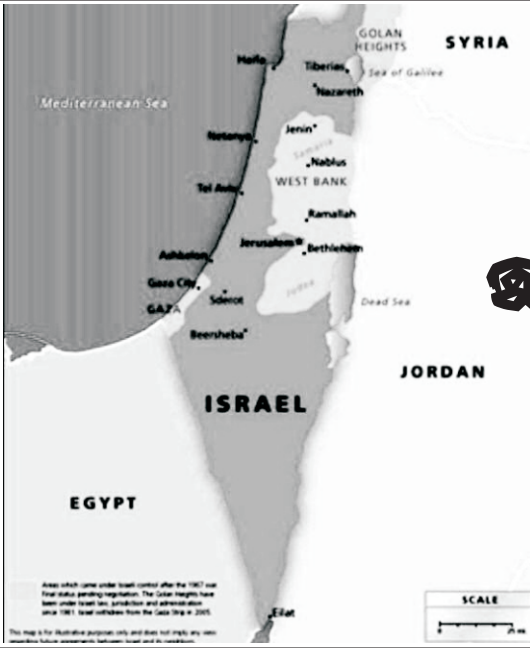 GOLAN
HEIGHTS
SYRIA
Haifa
Tiberias
Sea of Galilee
Nazareth
Mediterranean Sea
Jenin
Netanya
Samaria
Nablus
WEST BANK
Tel Aviv
Ramallah
Jerusalem
Bethlehem
Ashkelon
Gaza City
Judea
Sderot
Dead Sea
GAZA
Beersheba
JORDAN
ISRAEL
EGYPT
Areas which came under Israeli control after the 1967 war.
Final status pending negotiation. The Golan Heights have
been under Israeli law, jurisdiction and administration
since 1981. Israel withdrew from the Gaza Strip in 2005.
SCALE
Eilat
0
25 mi
This map is for illustrative purposes only and does not imply any view